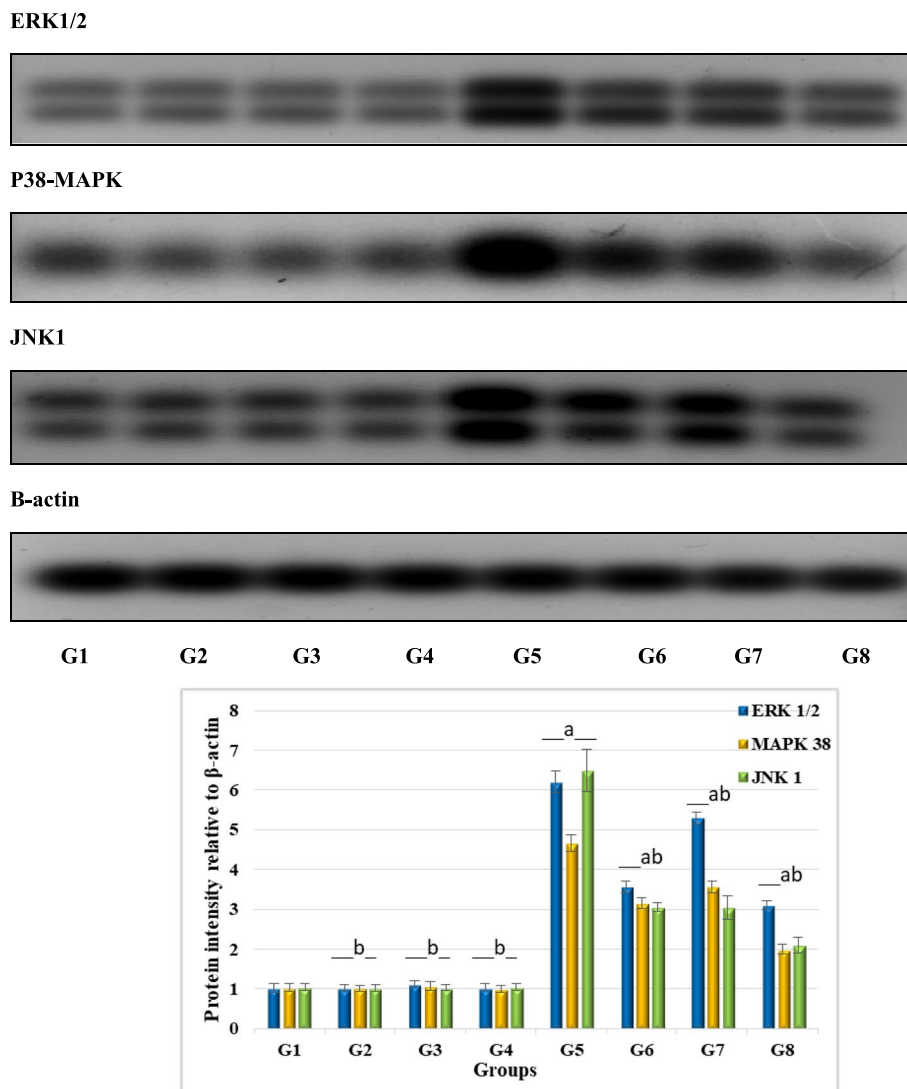 ERK1/2
P38-MAPK
JNK1
B-actin
G1 G2 G3 G4 G5 G6 G7 G8
Protein intensity relative to β-actin
8
7
6
5
4
3
2
1
0
ERK 1/2
MAPK 38
JNK 1
b
b
b
a
ab
ab
ab
G1 G2 G3 G4 G5 G6 G7 G8
Groups